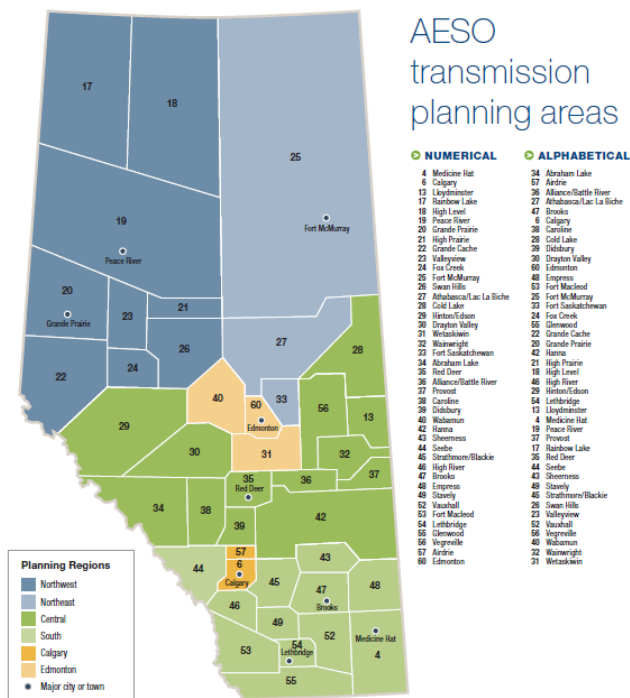 AESO
transmission
planning areas
NUMERICAL
4 Medicine Hat
6 Calgary
13 Lloydminster
17 Rainbow Lake
18 High Level
19 Peace River
20 Grande Prairie
21 High Prairie
22 Grande Cache
23 Valleyview
24 Fox Creek
25 Fort McMurray
26 Swan Hills
27 Athabasca/Lac La Biche
28 Cold Lake
29 Hinton/Edson
30 Drayton Valley
31 Wetaskiwin
32 Wainwright
33 Fort Saskatchewan
34 Abraham Lake
35 Red Deer
36 Alliance/Battle River
37 Provost
38 Caroline
39 Didsbury
40 Wabamun
42 Hanna
43 Sheerness
44 Seebe
45 Strathmore/Blackie
46 High River
47 Brooks
48 Empress
49 Stavely
52 Vauxhall
53 Fort Macleod
54 Lethbridge
55 Glenwood
56 Vegreville
57 Airdrie
60 Edmonton
ALPHABETICAL
34 Abraham Lake
57 Airdrie
36 Alliance/Battle River
27 Athabasca/Lac La Biche
47 Brooks
6 Calgary
38 Caroline
28 Cold Lake
39 Didsbury
30 Drayton Valley
60 Edmonton
48 Empress
53 Fort Macleod
25 Fort McMurray
33 Fort Saskatchewan
24 Fox Creek
55 Glenwood
22 Grande Cache
20 Grande Prairie
42 Hanna
21 High Prairie
18 High Level
46 High River
29 Hinton/Edson
54 Lethbridge
13 Lloydminster
4 Medicine Hat
19 Peace River
37 Provost
17 Rainbow Lake
35 Red Deer
44 Seebe
43 Sheerness
49 Stavely
45 Strathmore/Blackie
26 Swan Hills
23 Valleyview
52 Vauxhall
56 Vegreville
40 Wabamun
32 Wainwright
31 Wetaskiwin
17
18
25
Fort McMurray
19
Peace River
20
Grande Prairie
23
21
26
27
28
22
24
40
60
Edmonton
33
56
13
29
30
31
32
35
Red Deer
36
37
34
38
39
42
57
6
Calgary
44
43
45
47
Brooks
48
46
49
52
53
54
Lethbridge
Medicine Hat
4
55
Planning Regions
Northwest
Northeast
Central
South
Calgary
Edmonton
Major city or town